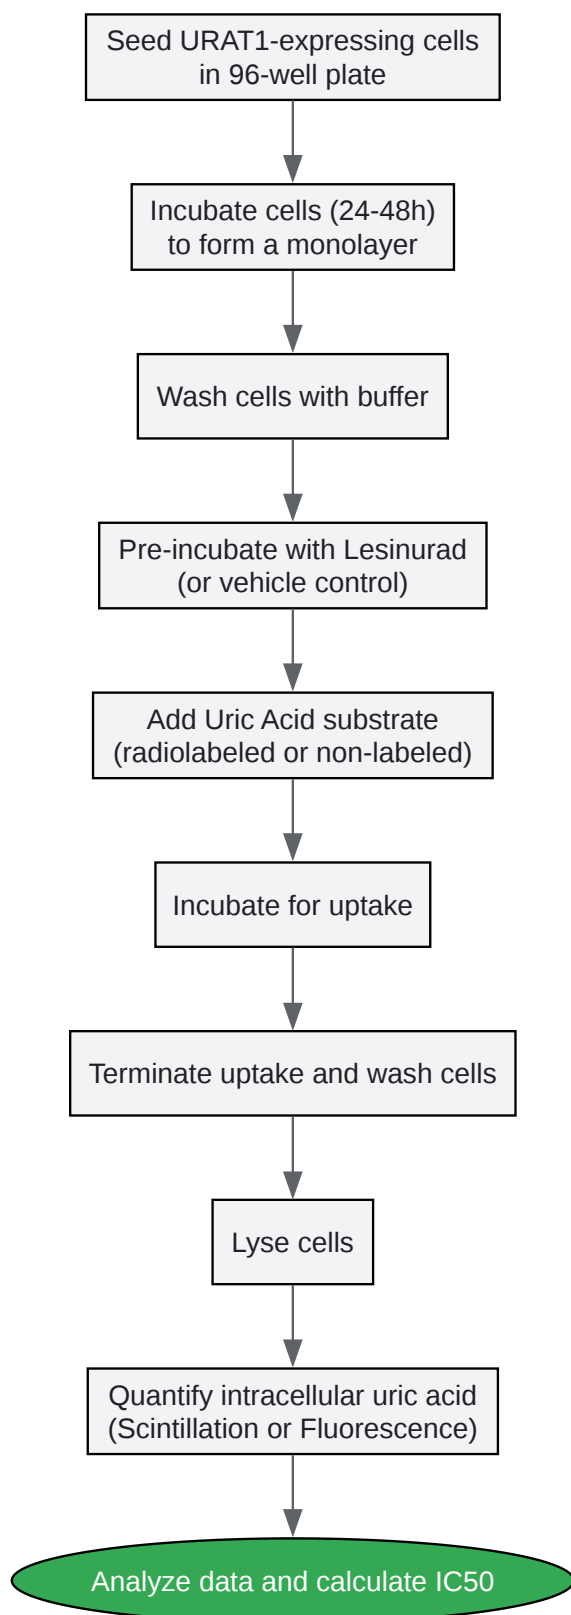 Seed URAT1-expressing cells
in 96-well plate
Incubate cells (24-48h)
to form a monolayer
Wash cells with buffer
Pre-incubate with Lesinurad
(or vehicle control)
Add Uric Acid substrate
(radiolabeled or non-labeled)
Incubate for uptake
Terminate uptake and wash cells
Lyse cells
Quantify intracellular uric acid
(Scintillation or Fluorescence)
Analyze data and calculate IC50